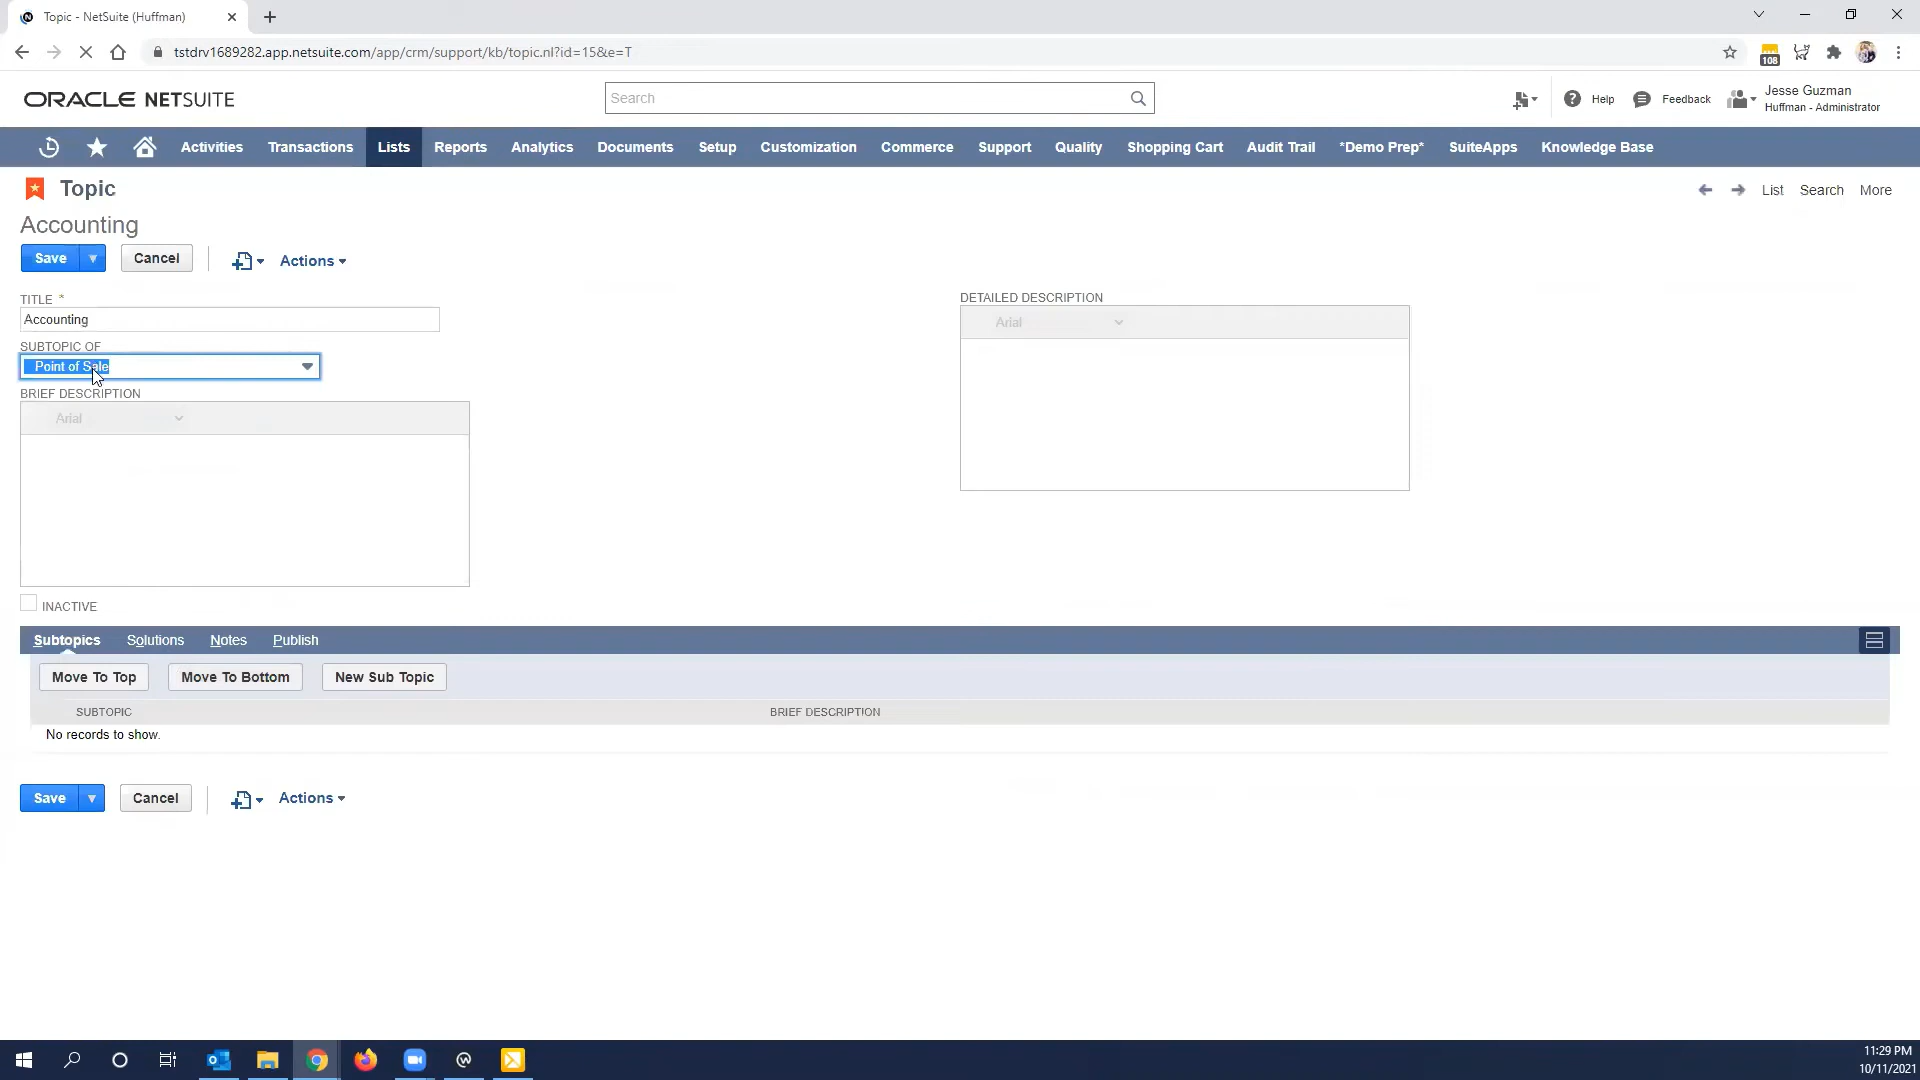 Topic - NetSuite (Huffman)
tstdrv1689282.app.netsuite.com/app/crm/support/kb/topic.nl?id=15&e=T
108
ORACLE NETSUITE
Search
Help
Feedback
Jesse Guzman
Huffman - Administrator
Activities Transactions Lists Reports Analytics Documents Setup Customization Commerce Support Quality Shopping Cart Audit Trail *Demo Prep* SuiteApps Knowledge Base
Topic
List Search More
Accounting
Save Cancel Actions
TITLE *
Accounting
SUBTOPIC OF
Point of Sale
BRIEF DESCRIPTION
Arial
INACTIVE
DETAILED DESCRIPTION
Arial
Subtopics Solutions Notes Publish
Move To Top Move To Bottom New Sub Topic
SUBTOPIC BRIEF DESCRIPTION
No records to show.
Save Cancel Actions
11:29 PM
10/11/2021